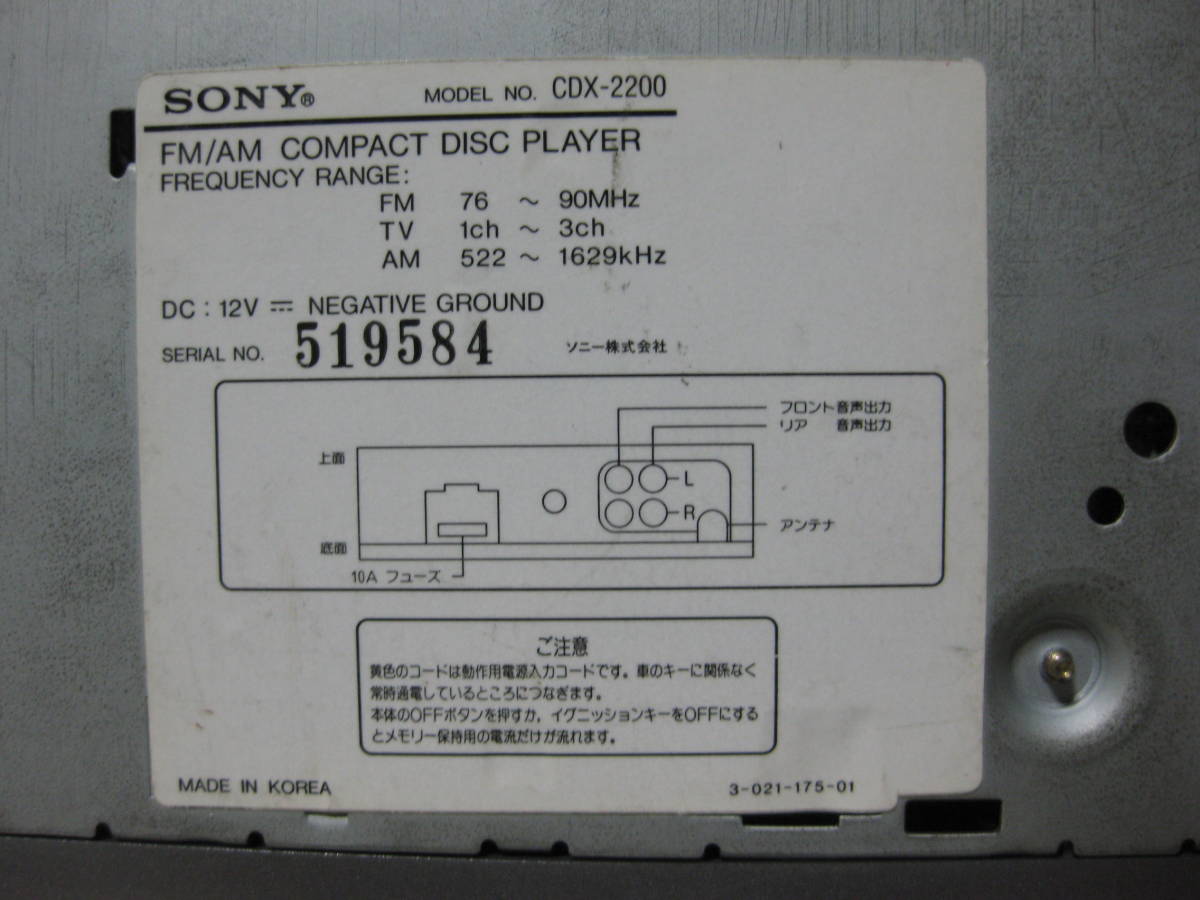 SONY® MODEL NO. CDX-2200
FM/AM COMPACT DISC PLAYER
FREQUENCY RANGE:
FM 76 ~ 90MHz
TV 1ch ~ 3ch
AM 522 ~ 1629kHz
DC : 12V ⎓ NEGATIVE GROUND
SERIAL NO. 519584 ソニー株式会社
フロント音声出力
リア 音声出力
上面
L
R
アンテナ
底面
10A フューズ
ご注意
黄色のコードは動作用電源入力コードです。車のキーに関係なく
常時通電しているところにつなぎます。
本体のOFFボタンを押すか, イグニッションキーをOFFにする
とメモリー保持用の電流だけが流れます。
MADE IN KOREA 3-021-175-01